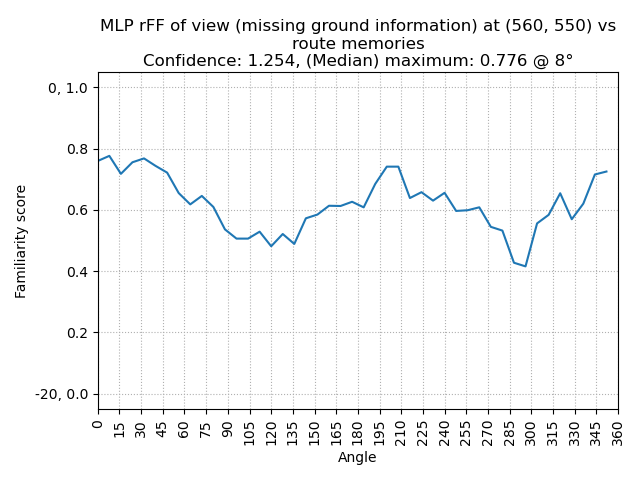 MLP rFF of view (missing ground information) at (560, 550) vs
route memories
Confidence: 1.254, (Median) maximum: 0.776 @ 8°
0, 1.0
0.8
0.6
0.4
0.2
-20, 0.0
Familiarity score
0 15 30 45 60 75 90 105 120 135 150 165 180 195 210 225 240 255 270 285 300 315 330 345 360
Angle